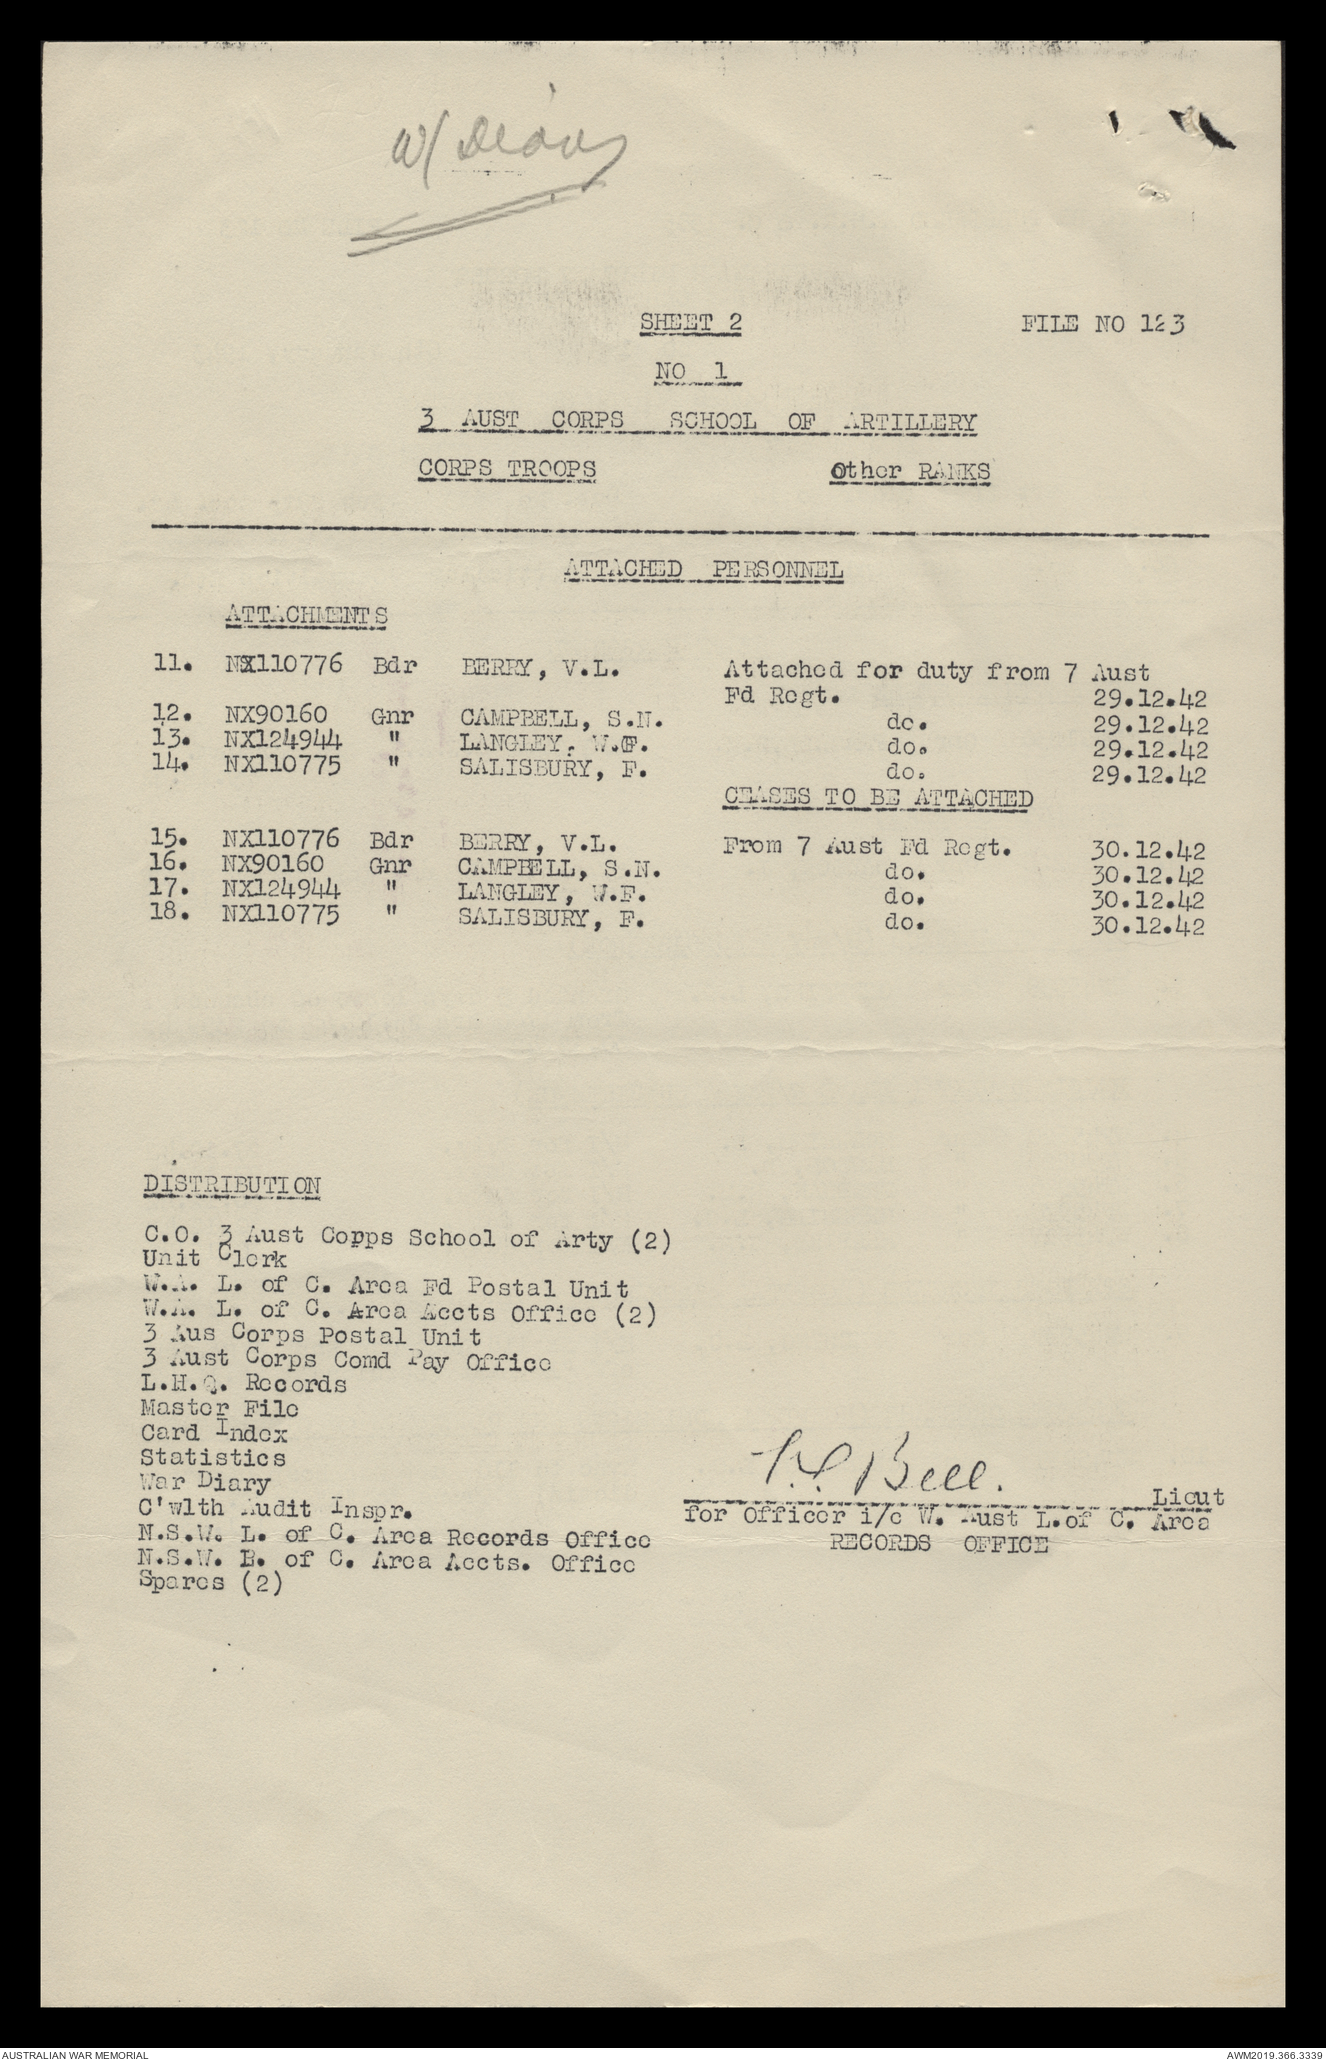 W/Diary
SHEET 2 FILE NO 123
NO 1
3 AUST CORPS SCHOOL OF ARTILLERY
CORPS TROOPS Other RANKS
ATTACHED PERSONNEL
ATTACHMENTS
11. NX110776 Bdr BERRY, V.L. Attached for duty from 7 Aust
Fd Regt. 29.12.42
12. NX90160 Gnr CAMPBELL, S.N. do. 29.12.42
13. NX124944 " LANGLEY, W.F. do. 29.12.42
14. NX110775 " SALISBURY, F. do. 29.12.42
CEASES TO BE ATTACHED
15. NX110776 Bdr BERRY, V.L. From 7 Aust Fd Regt. 30.12.42
16. NX90160 Gnr CAMPBELL, S.N. do. 30.12.42
17. NX124944 " LANGLEY, W.F. do. 30.12.42
18. NX110775 " SALISBURY, F. do. 30.12.42
DISTRIBUTION
C.O. 3 Aust Corps School of Arty (2)
Unit Clerk
W.A. L. of C. Area Fd Postal Unit
W.A. L. of C. Area Accts Office (2)
3 Aus Corps Postal Unit
3 Aust Corps Comd Pay Office
L.H.Q. Records
Master File
Card Index
Statistics
War Diary
C'wlth Audit Inspr.
N.S.W. L. of C. Area Records Office
N.S.W. B. of C. Area Accts. Office
Spares (2)
Bell.
Lieut
for Officer i/c W. Aust L.of C. Area
RECORDS OFFICE
AUSTRALIAN WAR MEMORIAL AWM2019.366.3339